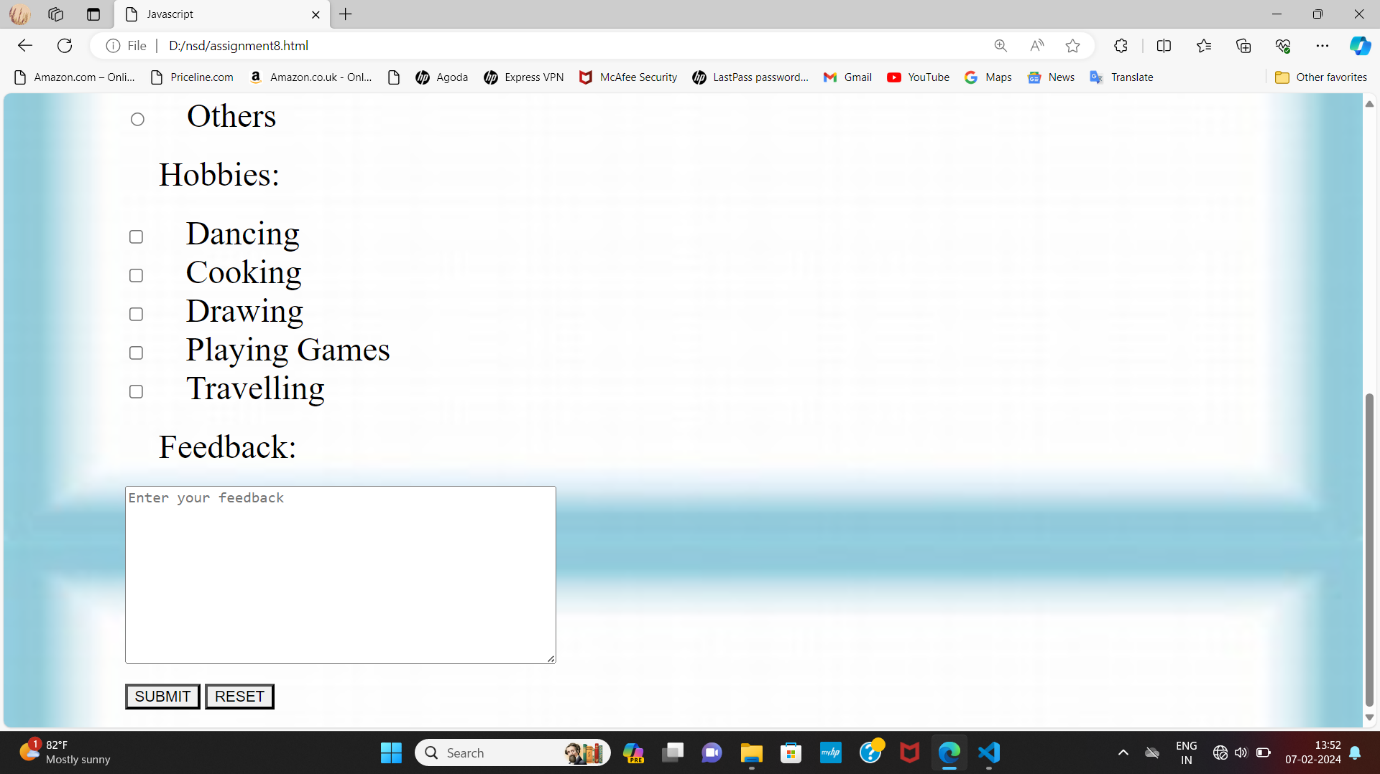 Javascript
File D:/nsd/assignment8.html
Amazon.com – Onli... Priceline.com Amazon.co.uk - Onl... Agoda Express VPN McAfee Security LastPass password... Gmail YouTube Maps News Translate Other favorites
Others
Hobbies:
Dancing
Cooking
Drawing
Playing Games
Travelling
Feedback:
Enter your feedback
SUBMIT RESET
1 82°F
Mostly sunny
Search
PRE
ENG
IN
13:52
07-02-2024